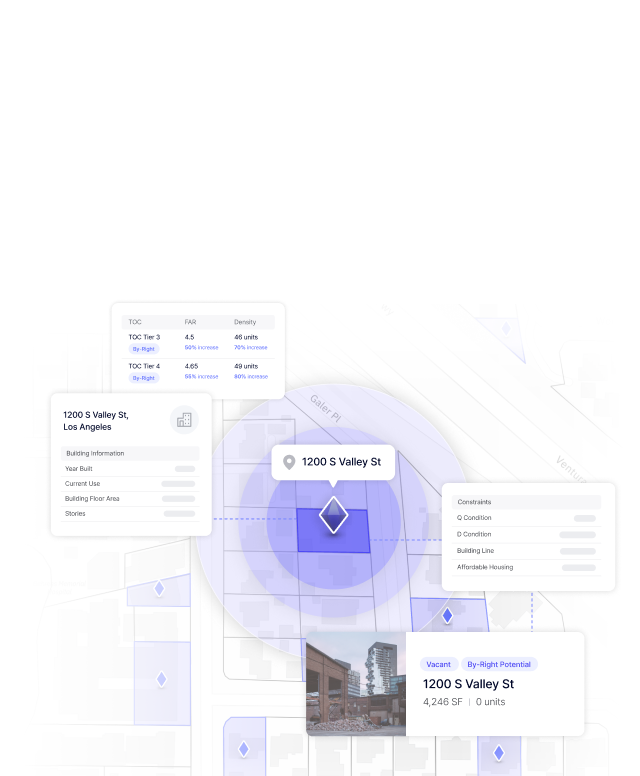 TOC FAR Density
TOC Tier 3 4.5 46 units
By-Right 50% increase 70% increase
TOC Tier 4 4.65 49 units
By-Right 55% increase 80% increase
1200 S Valley St,
Los Angeles
Building Information
Year Built
Current Use
Building Floor Area
Stories
Galer Pl
1200 S Valley St
Constraints
Q Condition
D Condition
Building Line
Affordable Housing
Vacant By-Right Potential
1200 S Valley St
4,246 SF | 0 units